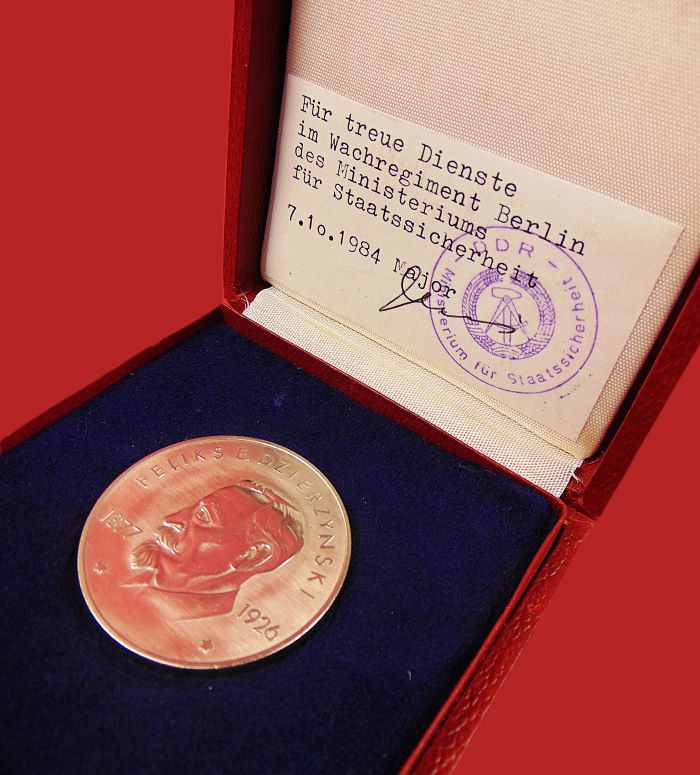 Für treue Dienste
im Wachregiment Berlin
des Ministeriums
für Staatssicherheit
7.1o.1984 Major
- DDR -
Ministerium für Staatssicherheit
FELIKS E. DZIERZYNSKI
1877
1926